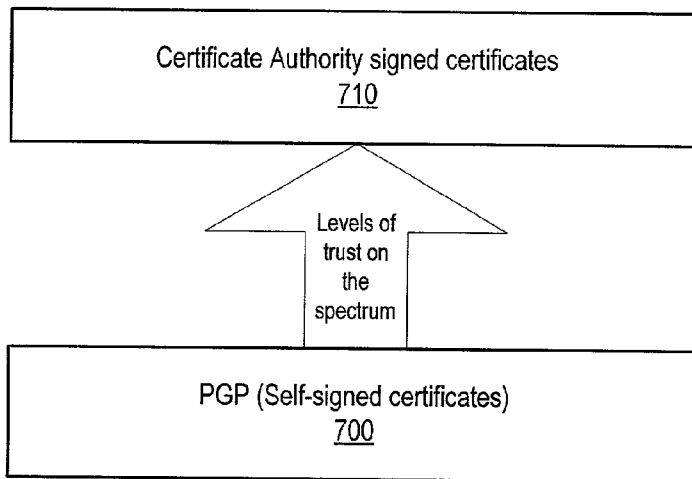 Certificate Authority signed certificates
710
Levels of
trust on
the
spectrum
PGP (Self-signed certificates)
700